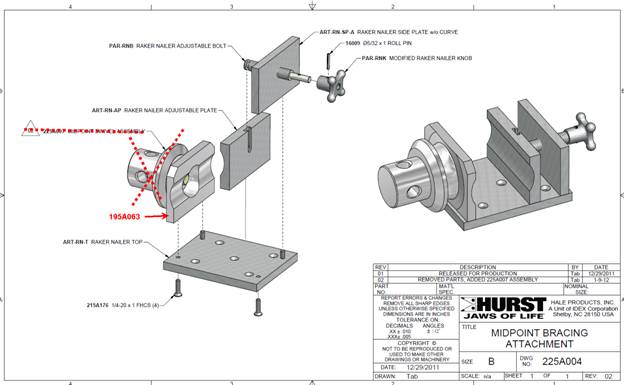 4
3
2
1
ART-RN-NP-A RAKER NAILER SIDE PLATE w/o CURVE
16009 Ø5/32 x 1 ROLL PIN
PAR-RNB RAKER NAILER ADJUSTABLE BOLT
PAR-RNK MODIFIED RAKER NAILER KNOB
ART-RN-AP RAKER NAILER ADJUSTABLE PLATE
02
195A063
ART-RN-T RAKER NAILER TOP
215A176 1/4-20 x 1 FHCS (4)
REV DESCRIPTION BY DATE
01 RELEASED FOR PRODUCTION Tab 12/29/2011
02 REMOVED PARTS, ADDED 225A007 ASSEMBLY Tab 1-9-12
PART NO. MAT'L SPEC. NOMINAL SIZE:
REPORT ERRORS & CHANGES
REMOVE ALL SHARP EDGES
UNLESS OTHERWISE SPECIFIED
DIMENSIONS ARE IN INCHES
TOLERANCE ON
DECIMALS ANGLES
.XX ± .010 ± 1/2°
.XXX± .005
COPYRIGHT ©
NOT TO BE REPRODUCED OR
USED TO MAKE OTHER
DRAWINGS OR MACHINERY
DATE: 12/29/2011
DRAWN: Tab
HURST
JAWS OF LIFE
HALE PRODUCTS, INC.
A Unit of IDEX Corporation
Shelby, NC 28150 USA
TITLE
MIDPOINT BRACING
ATTACHMENT
SIZE B DWG NO. 225A004
SCALE: n/a SHEET 1 OF 1 REV. 02
4
3
2
1